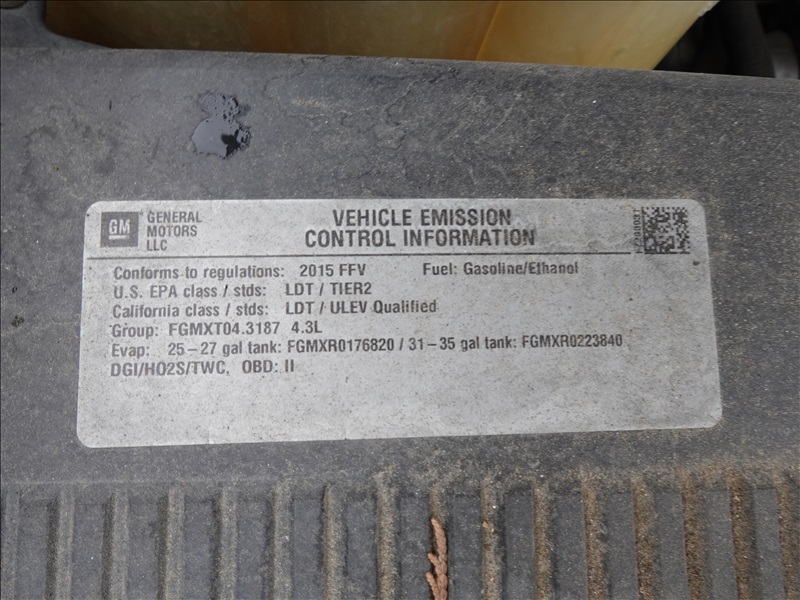 GM
GENERAL
MOTORS
LLC
VEHICLE EMISSION
CONTROL INFORMATION
Conforms to regulations: 2015 FFV Fuel: Gasoline/Ethanol
U.S. EPA class / stds: LDT / TIER2
California class / stds: LDT / ULEV Qualified
Group: FGMXT04.3187 4.3L
Evap: 25-27 gal tank: FGMXR0176820 / 31-35 gal tank: FGMXR0223840
DGI/HO2S/TWC, OBD: II